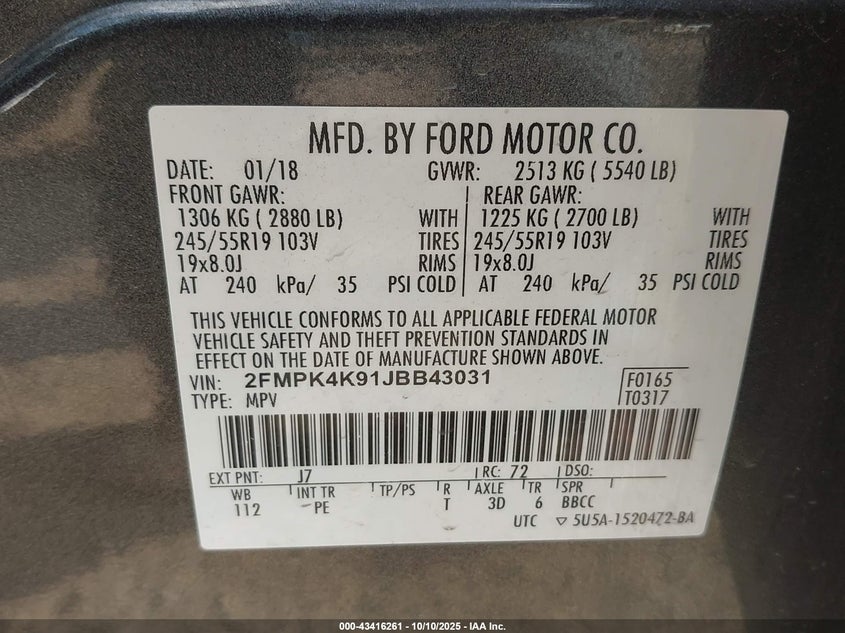 MFD. BY FORD MOTOR CO.
DATE: 01/18 GVWR: 2513 KG ( 5540 LB)
FRONT GAWR: REAR GAWR:
1306 KG ( 2880 LB) WITH 1225 KG ( 2700 LB) WITH
245/55R19 103V TIRES 245/55R19 103V TIRES
19x8.0J RIMS 19x8.0J RIMS
AT 240 kPa/ 35 PSI COLD AT 240 kPa/ 35 PSI COLD
THIS VEHICLE CONFORMS TO ALL APPLICABLE FEDERAL MOTOR
VEHICLE SAFETY AND THEFT PREVENTION STANDARDS IN
EFFECT ON THE DATE OF MANUFACTURE SHOWN ABOVE.
VIN: 2FMPK4K91JBB43031 F0165
TYPE: MPV T0317
EXT PNT: J7 RC: 72 DSO:
WB INT TR TP/PS R AXLE TR SPR
112 PE T 3D 6 BBCC
UTC ▽ 5U5A-1520472-BA
000-43416261 - 10/10/2025 - IAA Inc.